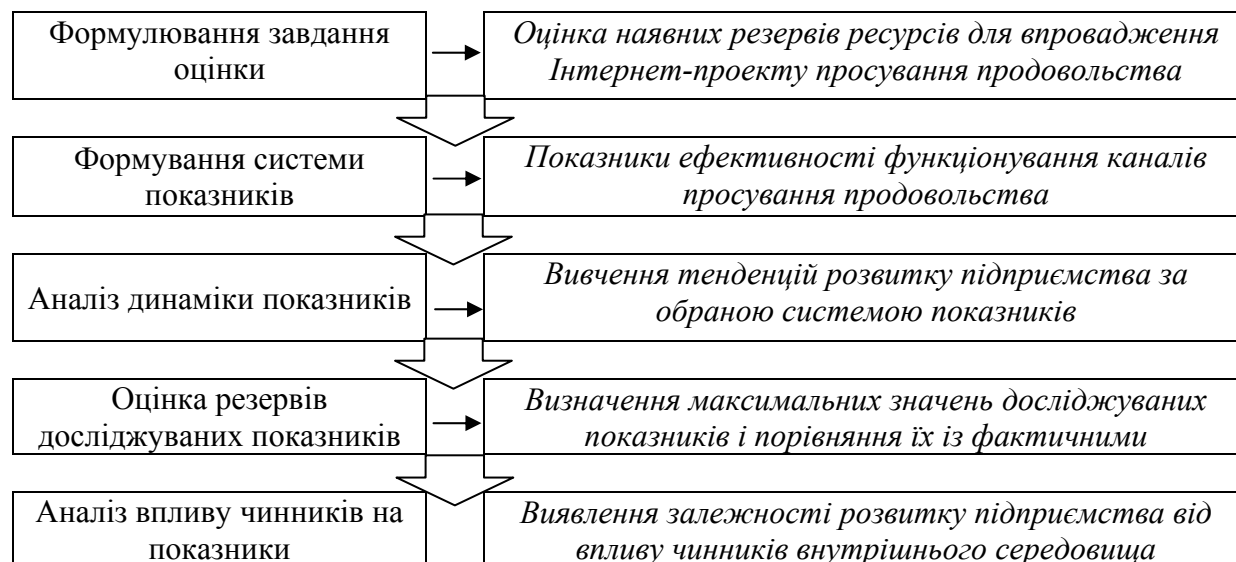 Формулювання завдання
оцінки
Оцінка наявних резервів ресурсів для впровадження
Інтернет-проекту просування продовольства
Формування системи
показників
Показники ефективності функціонування каналів
просування продовольства
Аналіз динаміки показників
Вивчення тенденцій розвитку підприємства за
обраною системою показників
Оцінка резервів
досліджуваних показників
Визначення максимальних значень досліджуваних
показників і порівняння їх із фактичними
Аналіз впливу чинників на
показники
Виявлення залежності розвитку підприємства від
впливу чинників внутрішнього середовища